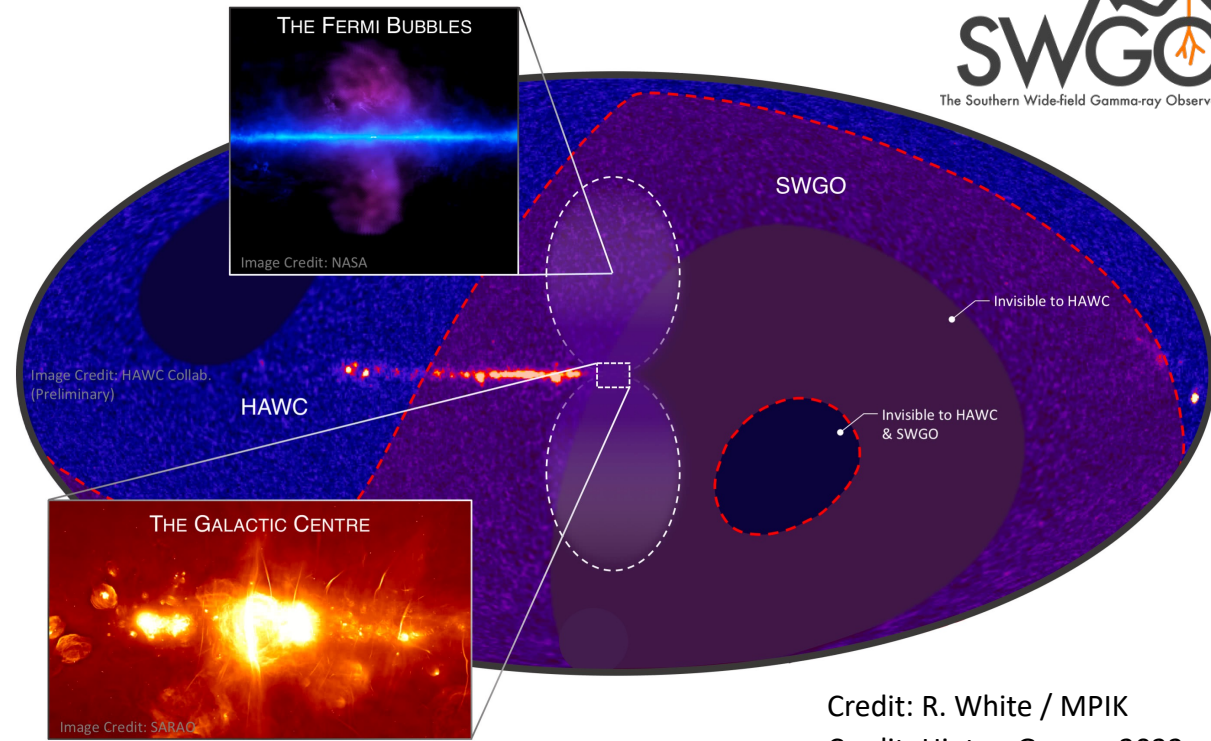 THE FERMI BUBBLES
Image Credit: NASA
SWGO
The Southern Wide-field Gamma-ray
SWGO
Invisible to HAWC
Image Credit: HAWC Collab.
(Preliminary)
HAWC
Invisible to HAWC
& SWGO
THE GALACTIC CENTRE
Image Credit: SARAO
Credit: R. White / MPIK